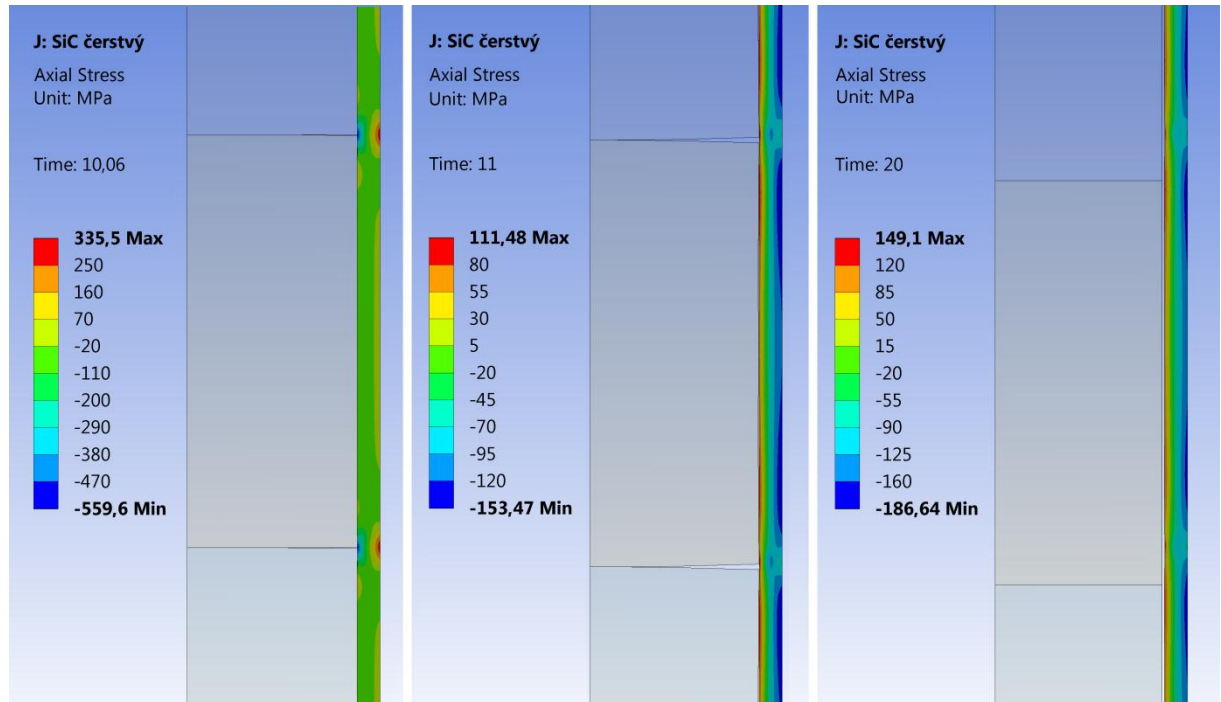 J: SiC čerstvý
Axial Stress
Unit: MPa
Time: 10,06
335,5 Max
250
160
70
-20
-110
-200
-290
-380
-470
-559,6 Min
J: SiC čerstvý
Axial Stress
Unit: MPa
Time: 11
111,48 Max
80
55
30
5
-20
-45
-70
-95
-120
-153,47 Min
J: SiC čerstvý
Axial Stress
Unit: MPa
Time: 20
149,1 Max
120
85
50
15
-20
-55
-90
-125
-160
-186,64 Min